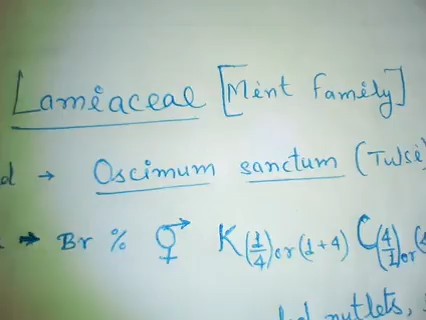 Lamiaceae [Mint family]
d → Oscimum sanctum (Tulsi
→ Br % ⚥ K(1/4) or (1+4) C(4/1) or
nutlets,